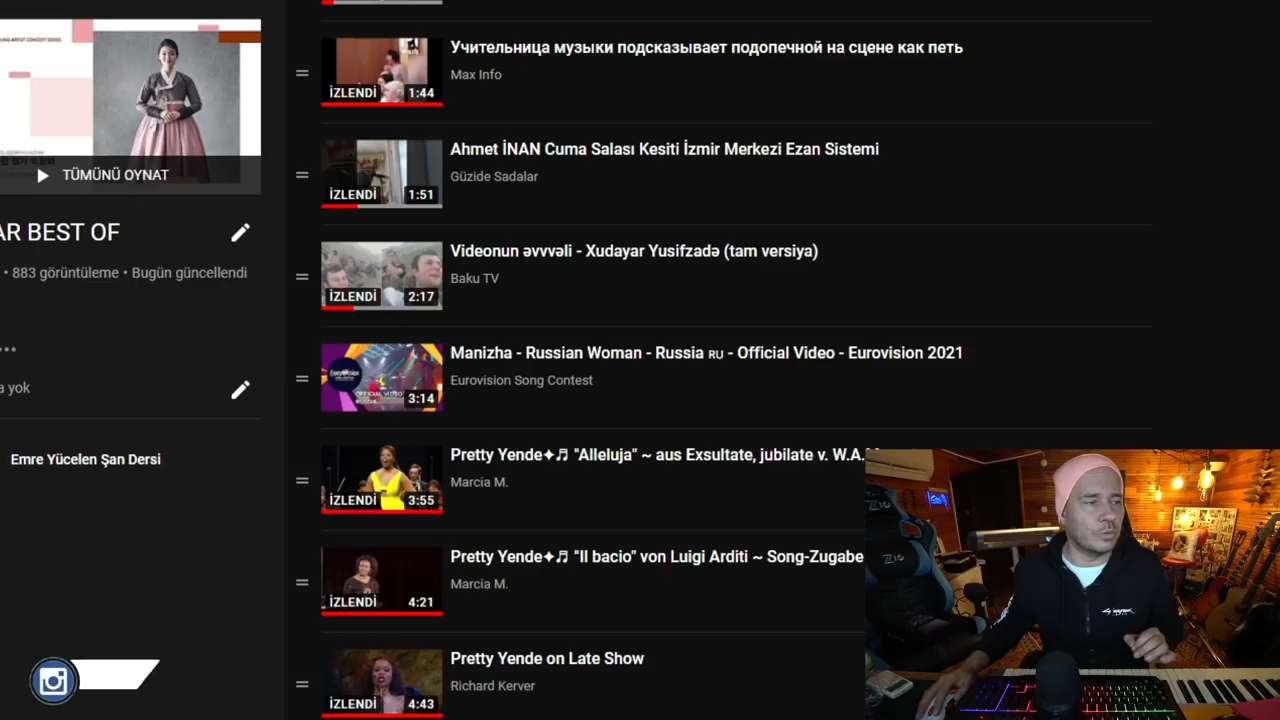 TÜMÜNÜ OYNAT
AR BEST OF
• 883 görüntüleme • Bugün güncellendi
a yok
Emre Yücelen Şan Dersi
Учительница музыки подсказывает подопечной на сцене как петь
Max Info
İZLENDİ 1:44
Ahmet İNAN Cuma Salası Kesiti İzmir Merkezi Ezan Sistemi
Güzide Sadalar
İZLENDİ 1:51
Videonun əvvvəli - Xudayar Yusifzadə (tam versiya)
Baku TV
İZLENDİ 2:17
Manizha - Russian Woman - Russia RU - Official Video - Eurovision 2021
Eurovision Song Contest
OFFICIAL VIDEO
3:14
Pretty Yende✦♬ "Alleluja" ~ aus Exsultate, jubilate v. W.A.
Marcia M.
İZLENDİ 3:55
Pretty Yende✦♬ "Il bacio" von Luigi Arditi ~ Song-Zugabe
Marcia M.
İZLENDİ 4:21
Pretty Yende on Late Show
Richard Kerver
İZLENDİ 4:43